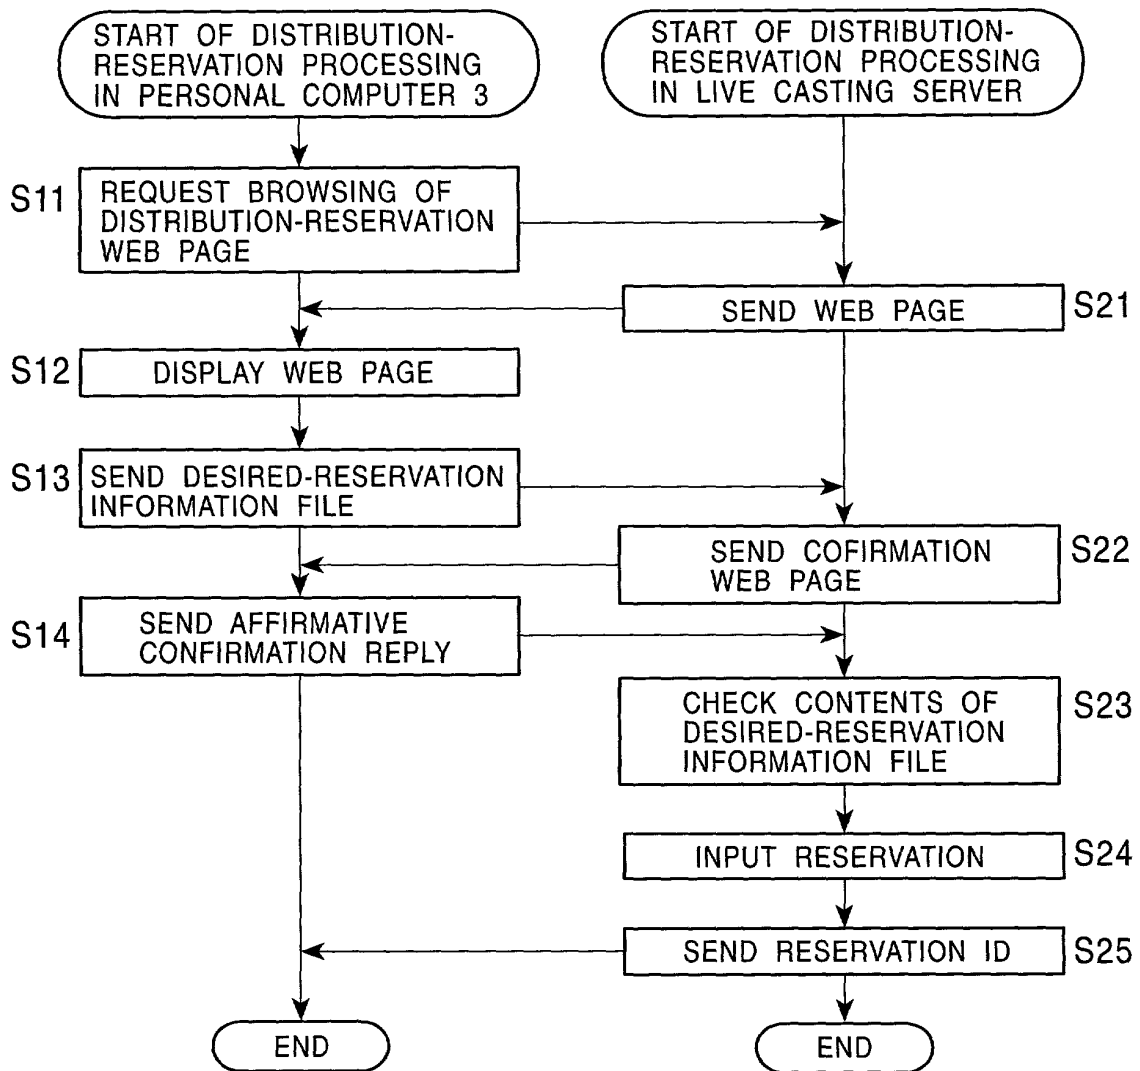 START OF DISTRIBUTION-
RESERVATION PROCESSING
IN PERSONAL COMPUTER 3
START OF DISTRIBUTION-
RESERVATION PROCESSING
IN LIVE CASTING SERVER
S11
REQUEST BROWSING OF
DISTRIBUTION-RESERVATION
WEB PAGE
SEND WEB PAGE
S21
S12
DISPLAY WEB PAGE
S13
SEND DESIRED-RESERVATION
INFORMATION FILE
SEND COFIRMATION
WEB PAGE
S22
S14
SEND AFFIRMATIVE
CONFIRMATION REPLY
CHECK CONTENTS OF
DESIRED-RESERVATION
INFORMATION FILE
S23
INPUT RESERVATION
S24
SEND RESERVATION ID
S25
END
END